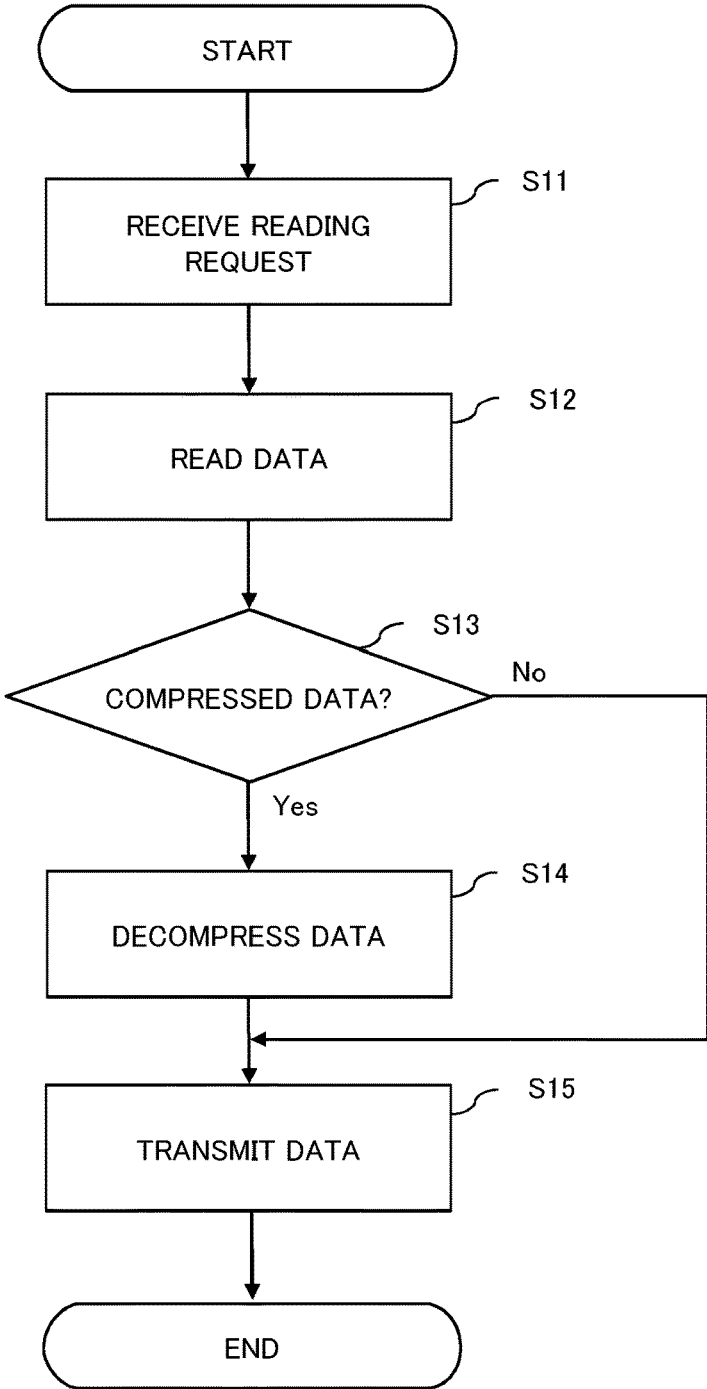 START
S11
RECEIVE READING
REQUEST
S12
READ DATA
S13
COMPRESSED DATA?
No
Yes
S14
DECOMPRESS DATA
S15
TRANSMIT DATA
END